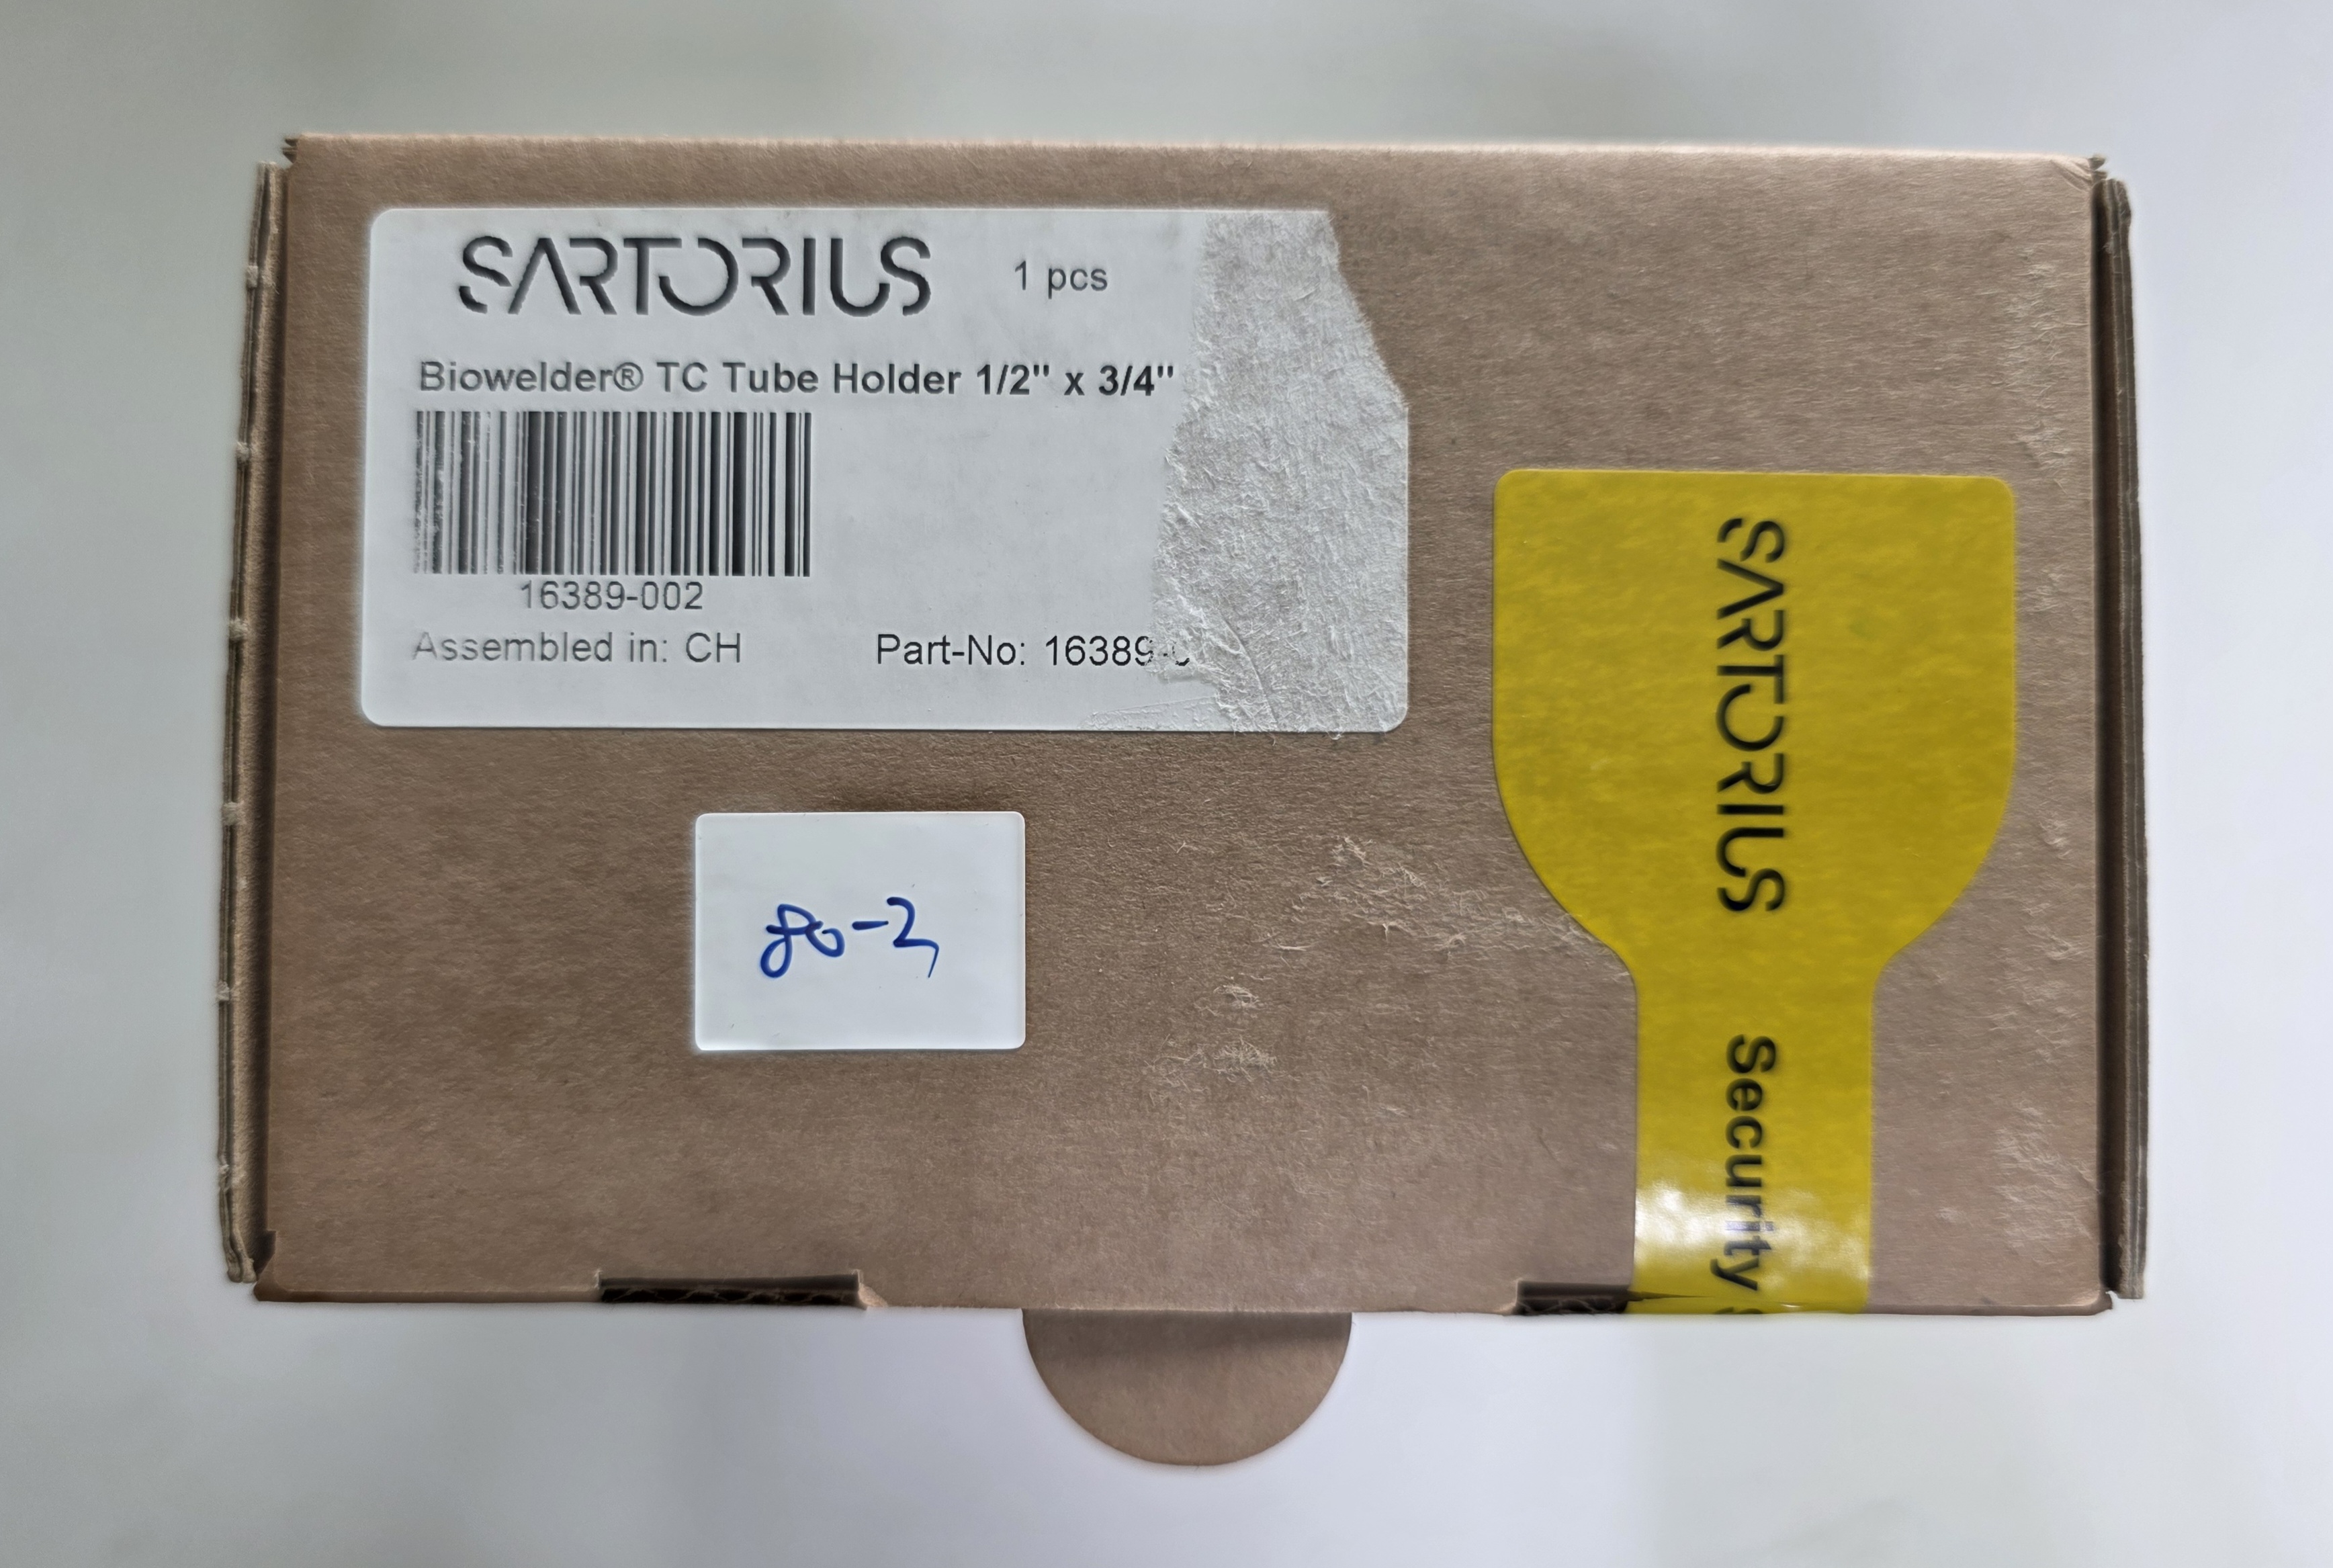 SARTORIUS 1 pcs
Biowelder® TC Tube Holder 1/2" x 3/4"
16389-002
Assembled in: CH Part-No: 16389-0
80-2
SARTORIUS
Security